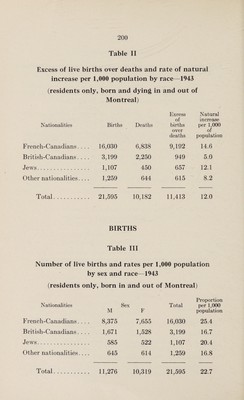 200
Table II
Excess of live births over deaths and rate of natural
increase per 1,000 population by race—1943
(residents only, born and dying in and out of
Montreal)
Nationalities Births Deaths Excess of births over deaths Natural increase per 1,000 of population
French-Canadians.... 16,030 6,838 9,192 14.6
British-Canadians.... 3,199 2,250 949 5.0
Jews............... 1,107 450 657 12.1
Other nationalities.... 1,259 644 615 8.2
Total........... 21,595 10,182 11,413 12.0
BIRTHS
Table III
Number of live births and rates per 1,000 population
by sex and race—1943
(residents only, born in and out of Montreal)
Nationalities Sex M F Total Proportion per 1,000 population
French-Canadians.... 8,375 7,655 16,030 25.4
British-Canadians.... 1,671 1,528 3,199 16.7
Jews............... 585 522 1,107 20.4
Other nationalities.... 645 614 1,259 16.8
Total........... 11,276 10,319 21,595 22.7